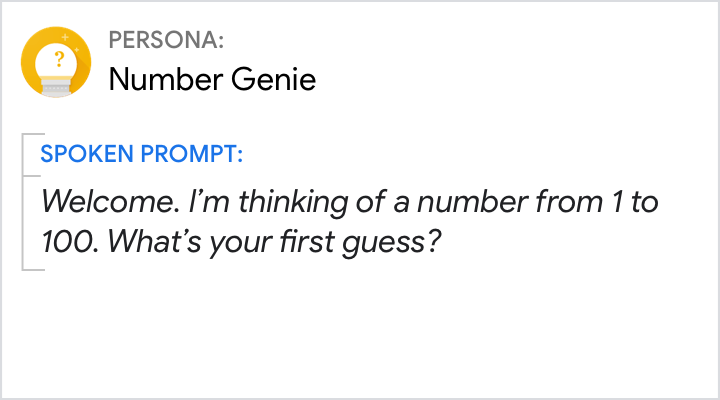 ?
PERSONA:
Number Genie
SPOKEN PROMPT:
Welcome. I’m thinking of a number from 1 to
100. What’s your first guess?